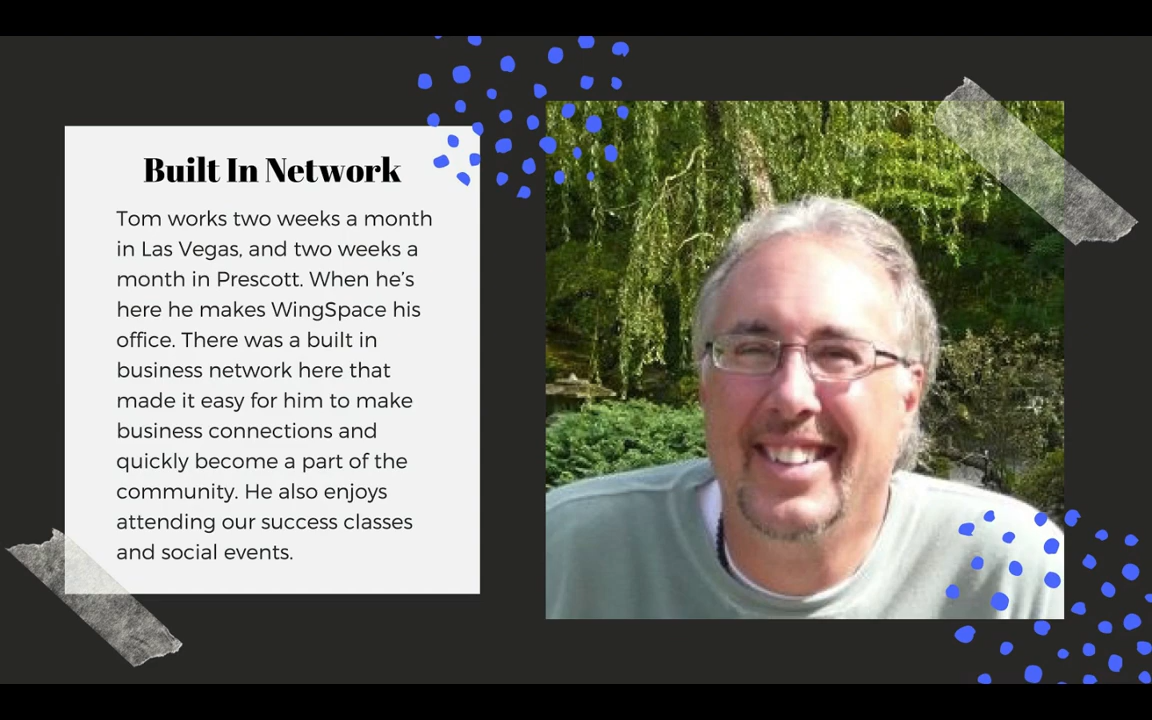 Built In Network
Tom works two weeks a month
in Las Vegas, and two weeks a
month in Prescott. When he’s
here he makes WingSpace his
office. There was a built in
business network here that
made it easy for him to make
business connections and
quickly become a part of the
community. He also enjoys
attending our success classes
and social events.